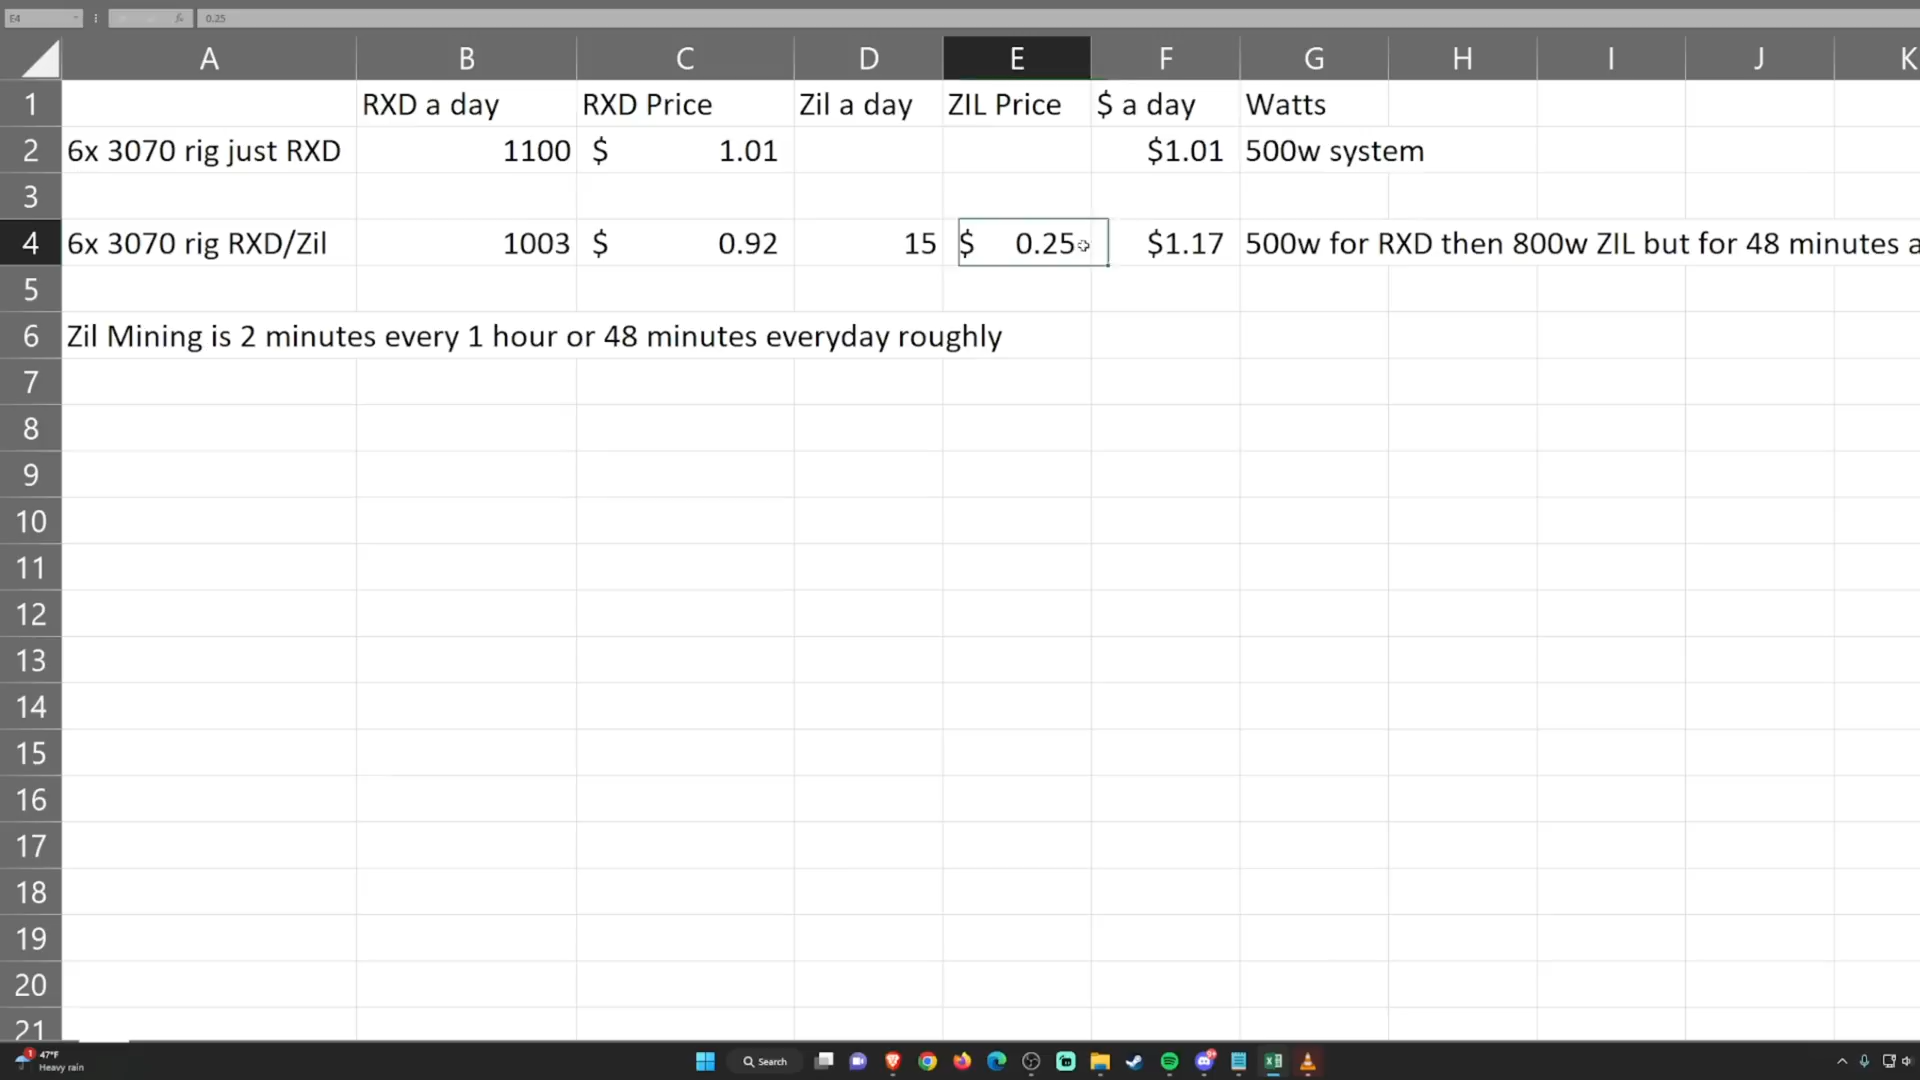 E4 fx 0.25
A B C D E F G H I J K
1 RXD a day RXD Price Zil a day ZIL Price $ a day Watts
2 6x 3070 rig just RXD 1100 $ 1.01 $1.01 500w system
3
4 6x 3070 rig RXD/Zil 1003 $ 0.92 15 $ 0.25 $1.17 500w for RXD then 800w ZIL but for 48 minutes a
5
6 Zil Mining is 2 minutes every 1 hour or 48 minutes everyday roughly
7
8
9
10
11
12
13
14
15
16
17
18
19
20
21
1 47°F
Heavy rain
Search